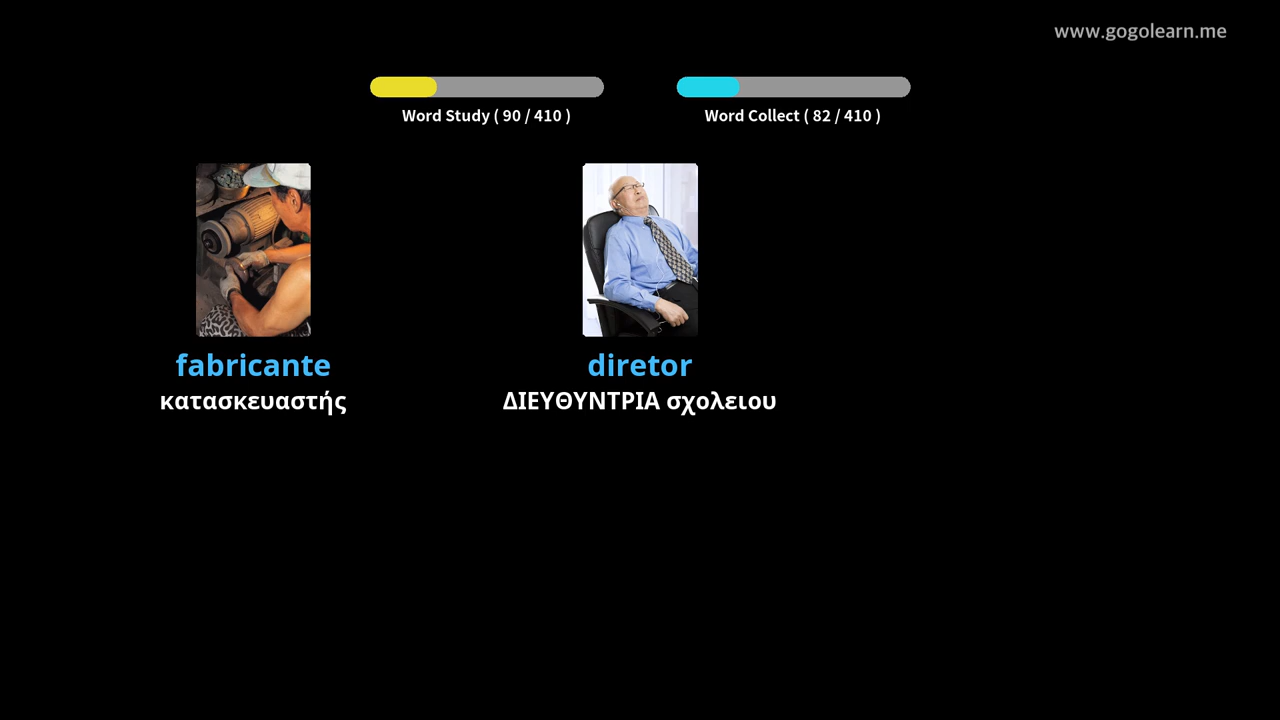 www.gogolearn.me
Word Study ( 90 / 410 )
Word Collect ( 82 / 410 )
fabricante
κατασκευαστής
diretor
ΔΙΕΥΘΥΝΤΡΙΑ σχολειου